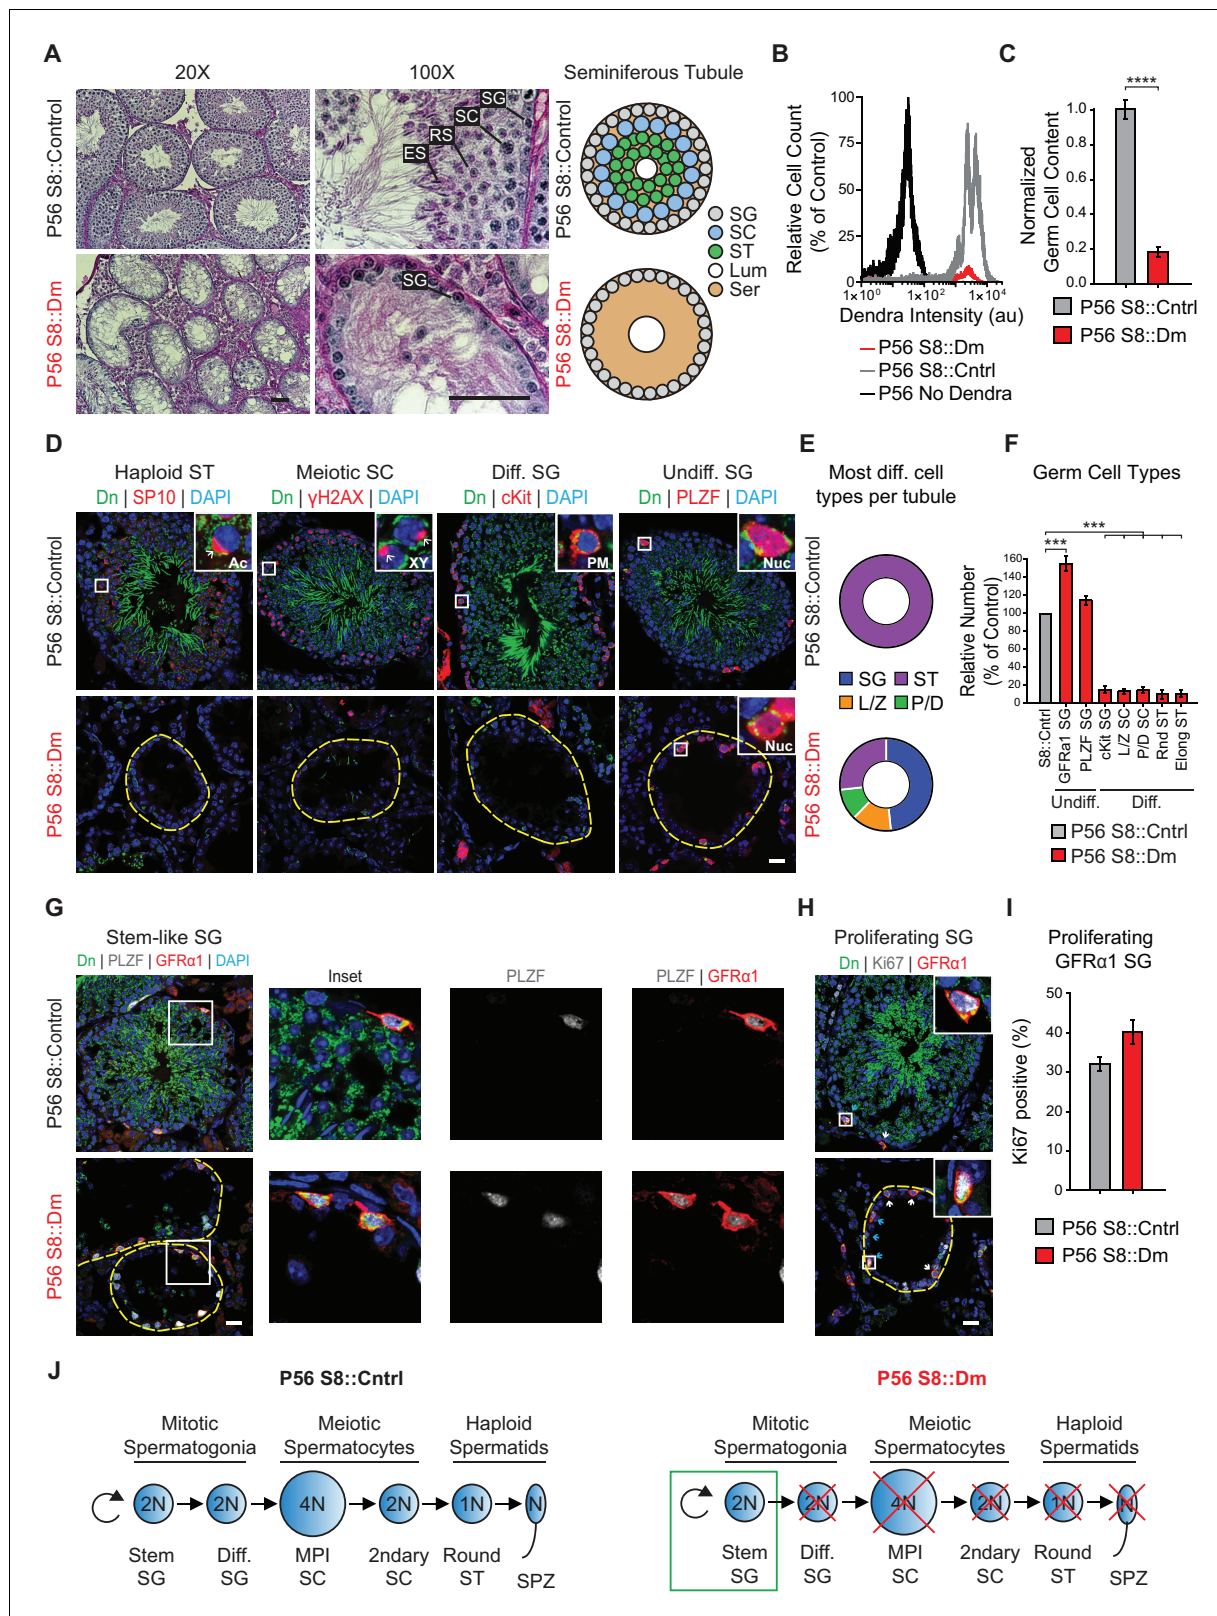 A
20X
100X
Seminiferous Tubule
P56 S8::Control
SG
SC
RS
ES
SG
SC
ST
Lum
Ser
P56 S8::Control
P56 S8::Dm
SG
P56 S8::Dm
B
Relative Cell Count
(% of Control)
100
75
50
25
0
1×10⁰
1×10²
1×10⁴
Dendra Intensity (au)
P56 S8::Dm
P56 S8::Cntrl
P56 No Dendra
C
****
Normalized
Germ Cell Content
1.0
0.8
0.6
0.4
0.2
0.0
P56 S8::Cntrl
P56 S8::Dm
D
Haploid ST
Dn | SP10 | DAPI
Meiotic SC
Dn | γH2AX | DAPI
Diff. SG
Dn | cKit | DAPI
Undiff. SG
Dn | PLZF | DAPI
P56 S8::Control
Ac
XY
PM
Nuc
P56 S8::Dm
Nuc
E
Most diff. cell
types per tubule
P56 S8::Control
SG
ST
L/Z
P/D
P56 S8::Dm
F
Germ Cell Types
***
***
Relative Number
(% of Control)
160
140
120
100
80
60
40
20
0
S8::Cntrl
GFRa1 SG
PLZF SG
cKit SG
L/Z SC
P/D SC
Rnd ST
Elong ST
Undiff.
Diff.
P56 S8::Cntrl
P56 S8::Dm
G
Stem-like SG
Dn | PLZF | GFRα1 | DAPI
Inset
PLZF
PLZF | GFRα1
P56 S8::Control
P56 S8::Dm
H
Proliferating SG
Dn | Ki67 | GFRα1
I
Proliferating
GFRα1 SG
Ki67 positive (%)
50
40
30
20
10
0
P56 S8::Cntrl
P56 S8::Dm
J
P56 S8::Cntrl
Mitotic
Spermatogonia
Meiotic
Spermatocytes
Haploid
Spermatids
2N
2N
4N
2N
1N
N
Stem
SG
Diff.
SG
MPI
SC
2ndary
SC
Round
ST
SPZ
P56 S8::Dm
Mitotic
Spermatogonia
Meiotic
Spermatocytes
Haploid
Spermatids
2N
2N
4N
2N
1N
N
Stem
SG
Diff.
SG
MPI
SC
2ndary
SC
Round
ST
SPZ